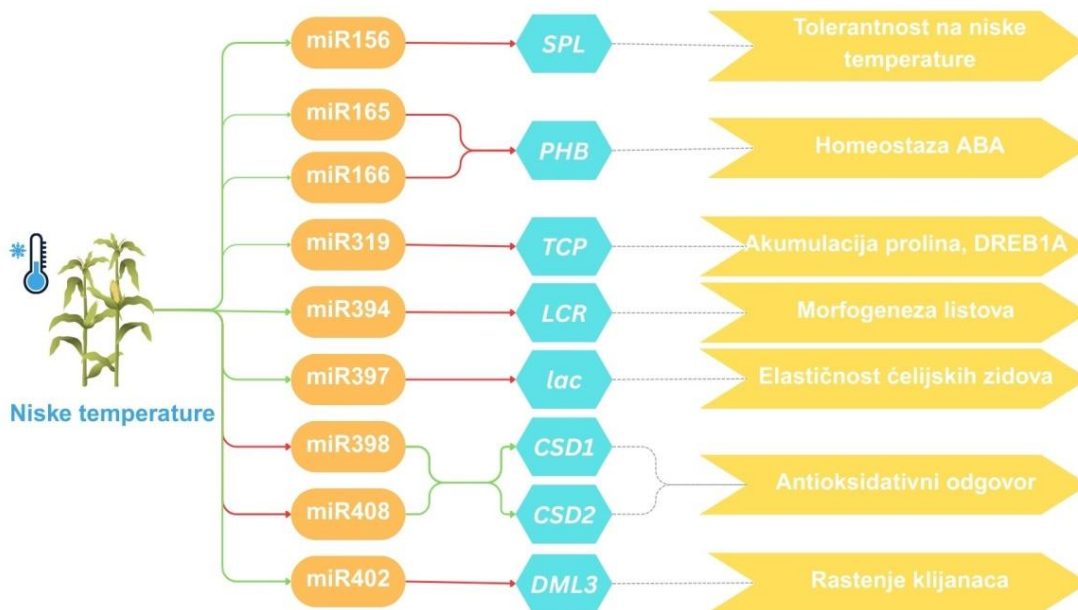 miR156
SPL
Tolerantnost na niske
temperature
miR165
miR166
PHB
Homeostaza ABA
miR319
TCP
Akumulacija prolina, DREB1A
miR394
LCR
Morfogeneza listova
miR397
lac
Elastičnost ćelijskih zidova
Niske temperature
miR398
CSD1
miR408
CSD2
Antioksidativni odgovor
miR402
DML3
Rastenje klijanaca